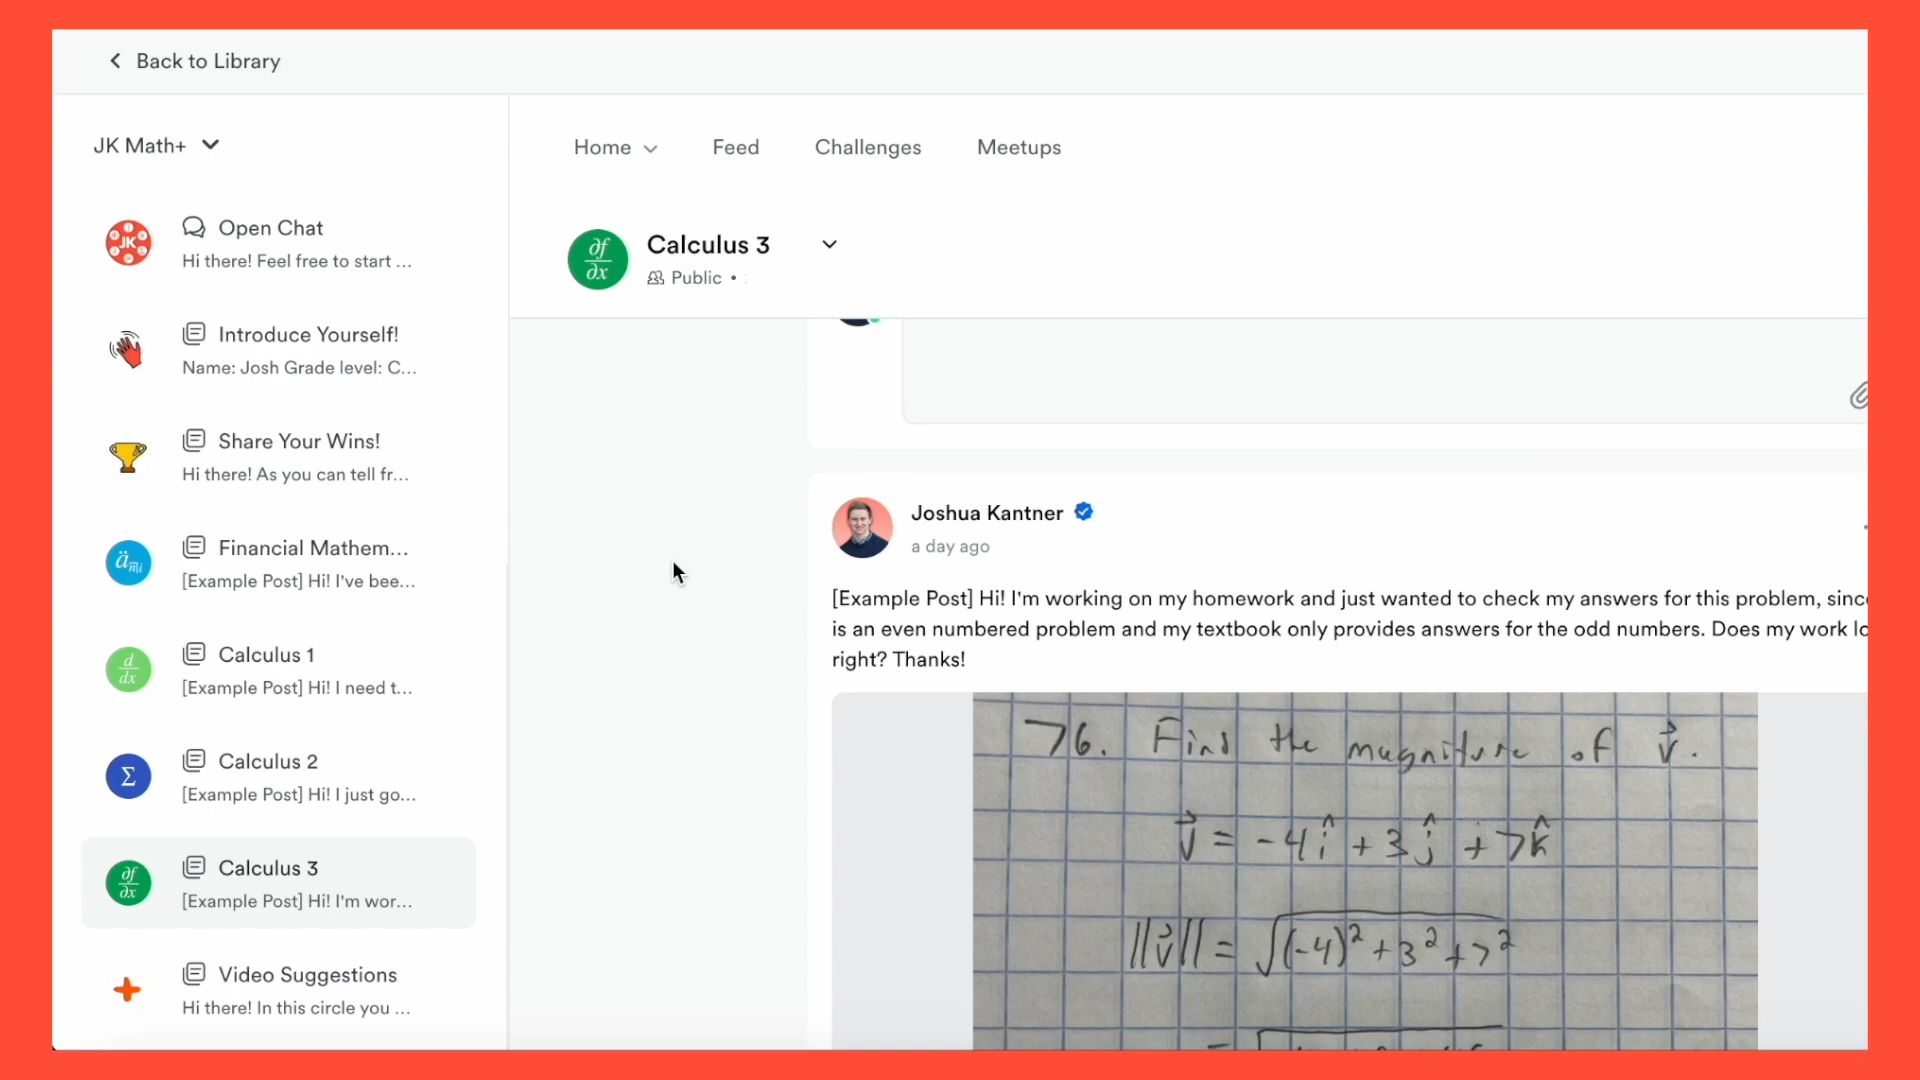 Back to Library
JK Math+
Home
Feed
Challenges
Meetups
JK
Open Chat
Hi there! Feel free to start ...
Introduce Yourself!
Name: Josh Grade level: C...
Share Your Wins!
Hi there! As you can tell fr...
Financial Mathem...
[Example Post] Hi! I've bee...
d/dx
Calculus 1
[Example Post] Hi! I need t...
Σ
Calculus 2
[Example Post] Hi! I just go...
∂f/∂x
Calculus 3
[Example Post] Hi! I'm wor...
Video Suggestions
Hi there! In this circle you ...
∂f/∂x
Calculus 3
Public •
Joshua Kantner
a day ago
[Example Post] Hi! I'm working on my homework and just wanted to check my answers for this problem, sinc
is an even numbered problem and my textbook only provides answers for the odd numbers. Does my work lo
right? Thanks!
76. Find the magnitude of v⃗.
v⃗ = -4î + 3ĵ + 7k̂
||v⃗|| = √((-4)² + 3² + 7²)